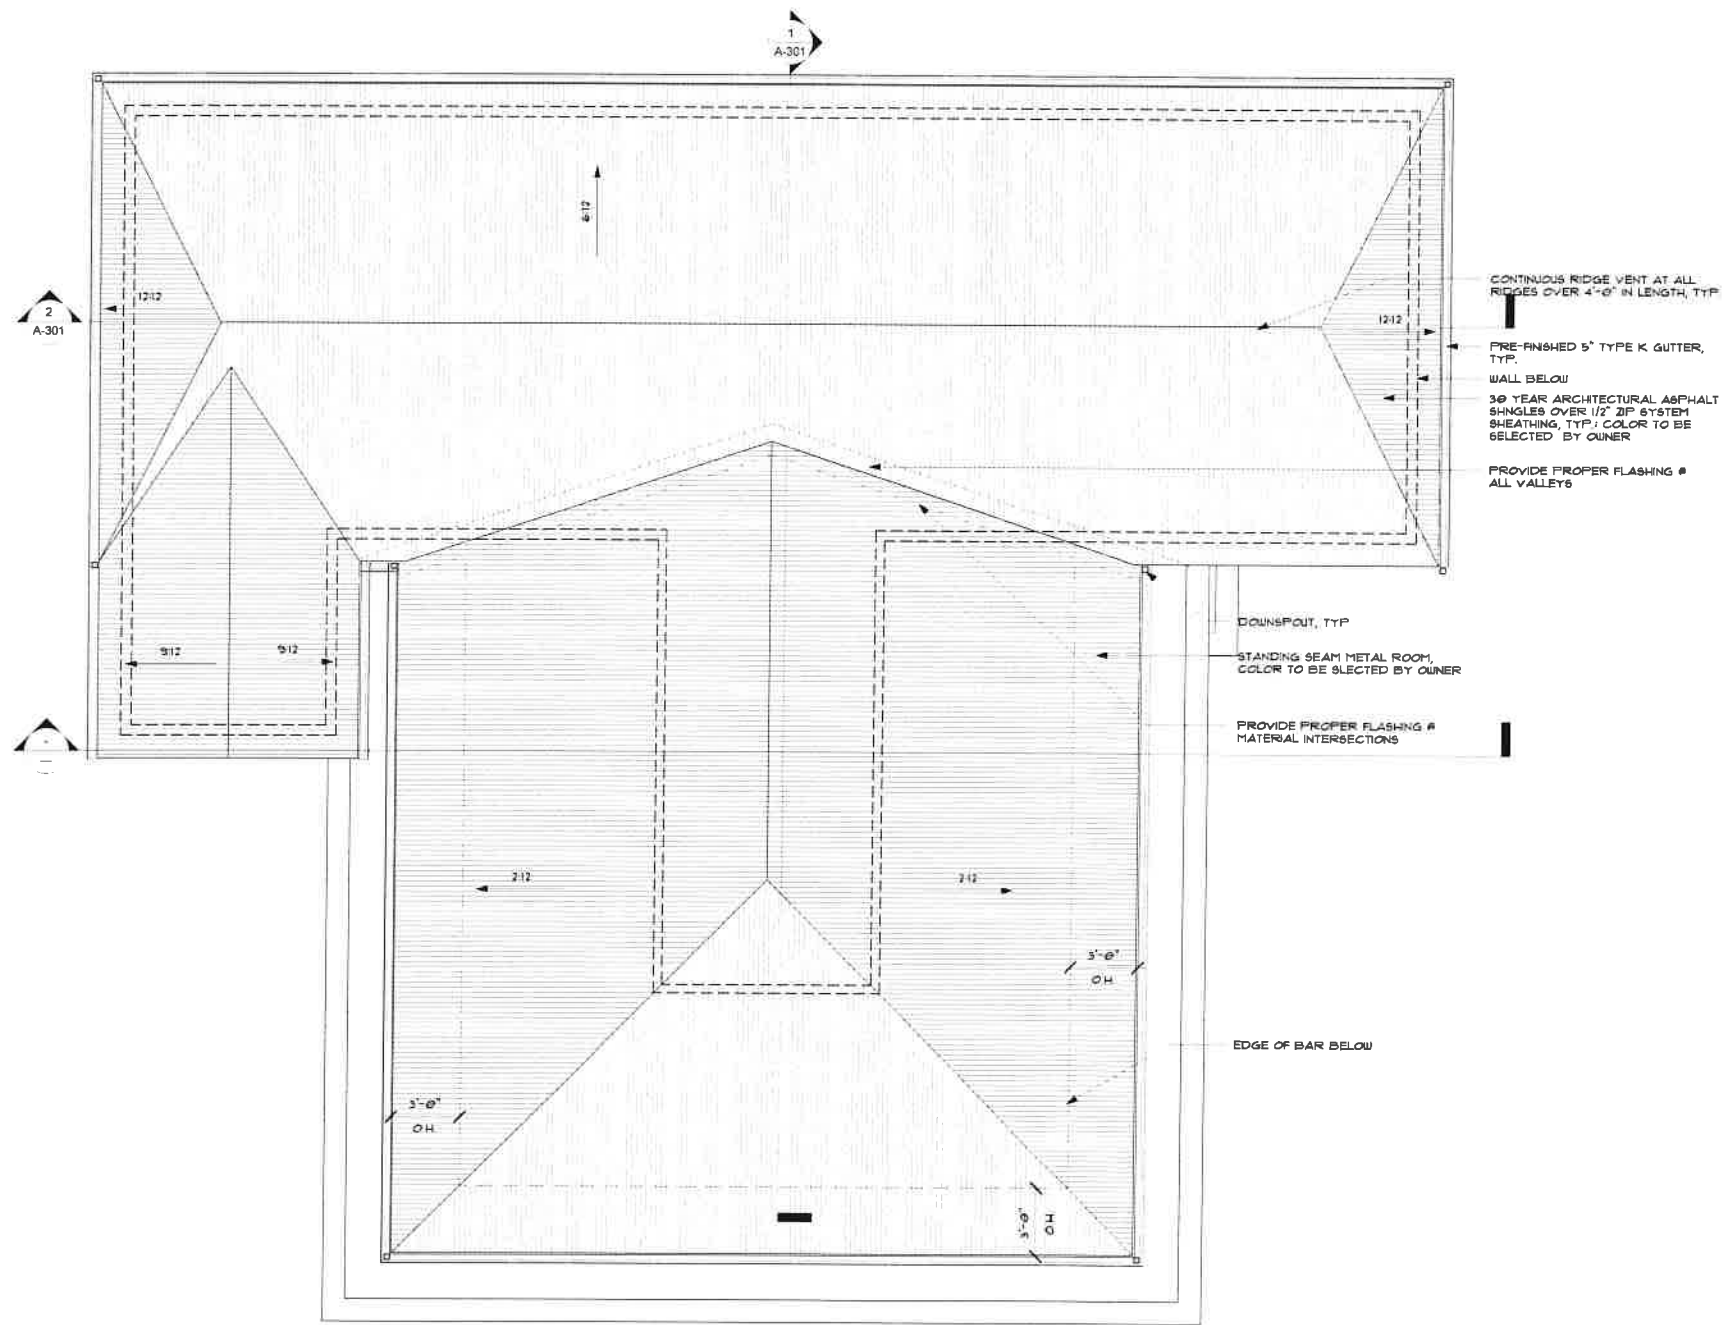 1
A-301
6:12
12:12
2
A-301
12:12
CONTINUOUS RIDGE VENT AT ALL
RIDGES OVER 4'-0" IN LENGTH, TYP
PRE-FINISHED 5" TYPE K GUTTER,
TYP.
WALL BELOW
30 YEAR ARCHITECTURAL ASPHALT
SHNGLES OVER 1/2" ZIP SYSTEM
SHEATHING, TYP.; COLOR TO BE
SELECTED BY OWNER
PROVIDE PROPER FLASHING @
ALL VALLEYS
9:12
9:12
DOWNSPOUT, TYP
STANDING SEAM METAL ROOM,
COLOR TO BE SLECTED BY OWNER
PROVIDE PROPER FLASHING @
MATERIAL INTERSECTIONS
2:12
2:12
3'-0"
O.H.
EDGE OF BAR BELOW
3'-0"
O.H.
3'-0"
O.H.